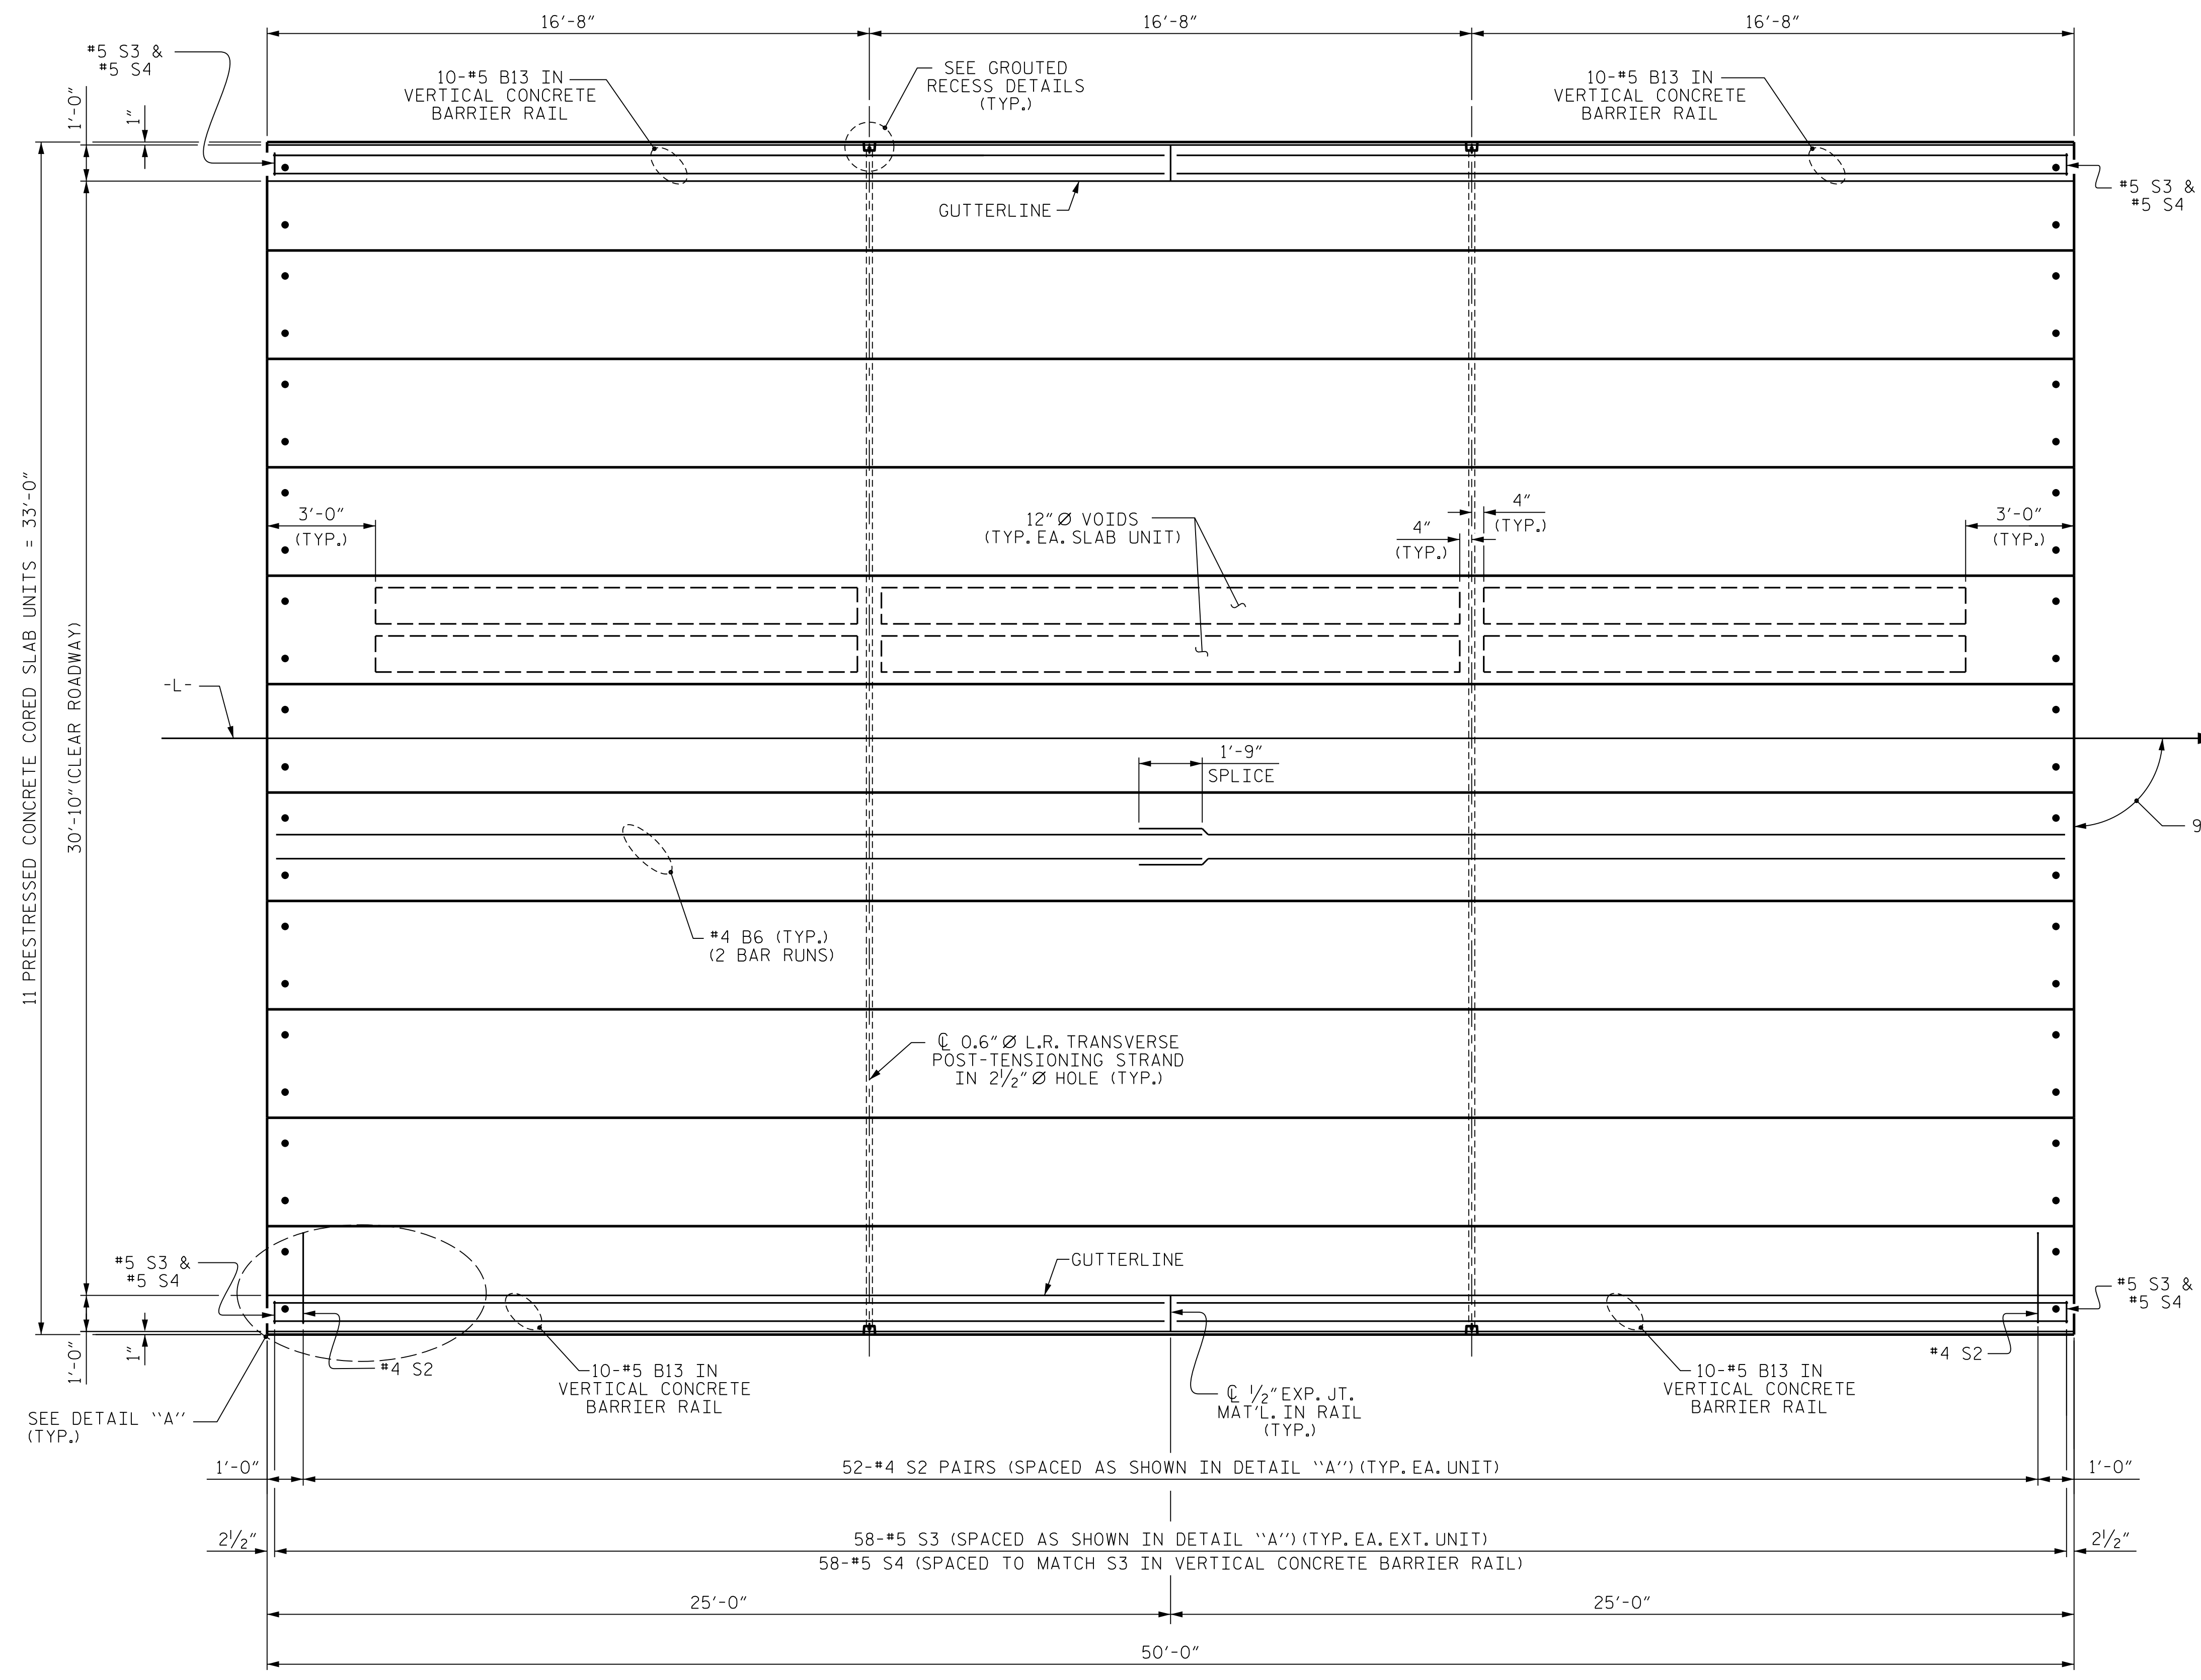 16'-8"
16'-8"
16'-8"
#5 S3 &
#5 S4
10-#5 B13 IN
VERTICAL CONCRETE
BARRIER RAIL
SEE GROUTED
RECESS DETAILS
(TYP.)
10-#5 B13 IN
VERTICAL CONCRETE
BARRIER RAIL
1'-0"
1"
#5 S3 &
#5 S4
GUTTERLINE
11 PRESTRESSED CONCRETE CORED SLAB UNITS = 33'-0"
30'-10" (CLEAR ROADWAY)
3'-0"
(TYP.)
12" Ø VOIDS
(TYP. EA. SLAB UNIT)
4"
(TYP.)
4"
(TYP.)
3'-0"
(TYP.)
-L-
1'-9"
SPLICE
9
#4 B6 (TYP.)
(2 BAR RUNS)
℄ 0.6" Ø L.R. TRANSVERSE
POST-TENSIONING STRAND
IN 2½" Ø HOLE (TYP.)
#5 S3 &
#5 S4
GUTTERLINE
#5 S3 &
#5 S4
1'-0"
1"
#4 S2
10-#5 B13 IN
VERTICAL CONCRETE
BARRIER RAIL
℄ ½" EXP. JT.
MAT'L. IN RAIL
(TYP.)
10-#5 B13 IN
VERTICAL CONCRETE
BARRIER RAIL
#4 S2
SEE DETAIL "A"
(TYP.)
1'-0"
52-#4 S2 PAIRS (SPACED AS SHOWN IN DETAIL "A") (TYP. EA. UNIT)
1'-0"
2½"
58-#5 S3 (SPACED AS SHOWN IN DETAIL "A") (TYP. EA. EXT. UNIT)
58-#5 S4 (SPACED TO MATCH S3 IN VERTICAL CONCRETE BARRIER RAIL)
2½"
25'-0"
25'-0"
50'-0"